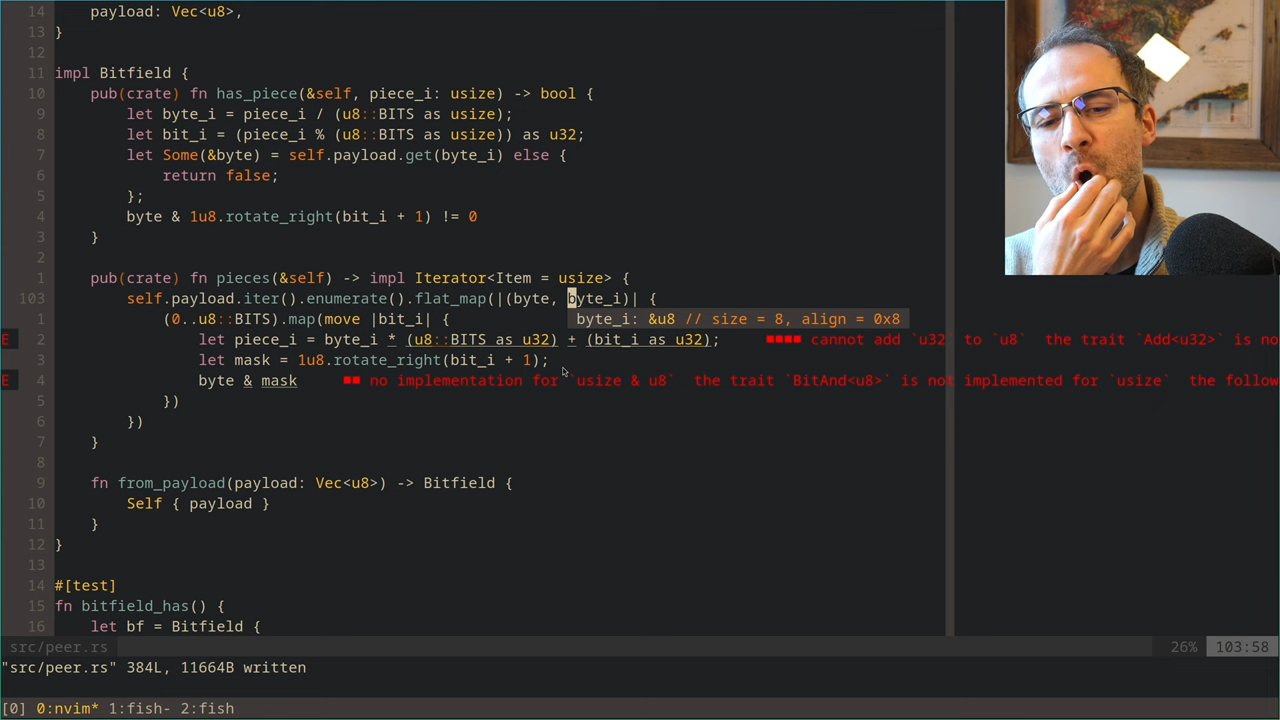 14 payload: Vec<u8>,
13 }
12
11 impl Bitfield {
10 pub(crate) fn has_piece(&self, piece_i: usize) -> bool {
9 let byte_i = piece_i / (u8::BITS as usize);
8 let bit_i = (piece_i % (u8::BITS as usize)) as u32;
7 let Some(&byte) = self.payload.get(byte_i) else {
6 return false;
5 };
4 byte & 1u8.rotate_right(bit_i + 1) != 0
3 }
2
1 pub(crate) fn pieces(&self) -> impl Iterator<Item = usize> {
103 self.payload.iter().enumerate().flat_map(|(byte, byte_i)| {
1 (0..u8::BITS).map(move |bit_i| {
byte_i: &u8 // size = 8, align = 0x8
E 2 let piece_i = byte_i * (u8::BITS as u32) + (bit_i as u32); ■■■■ cannot add `u32` to `u8` the trait `Add<u32>` is no
3 let mask = 1u8.rotate_right(bit_i + 1);
E 4 byte & mask ■■ no implementation for `usize & u8` the trait `BitAnd<u8>` is not implemented for `usize` the follow
5 })
6 })
7 }
8
9 fn from_payload(payload: Vec<u8>) -> Bitfield {
10 Self { payload }
11 }
12 }
13
14 #[test]
15 fn bitfield_has() {
16 let bf = Bitfield {
src/peer.rs 26% 103:58
"src/peer.rs" 384L, 11664B written
[0] 0:nvim* 1:fish- 2:fish